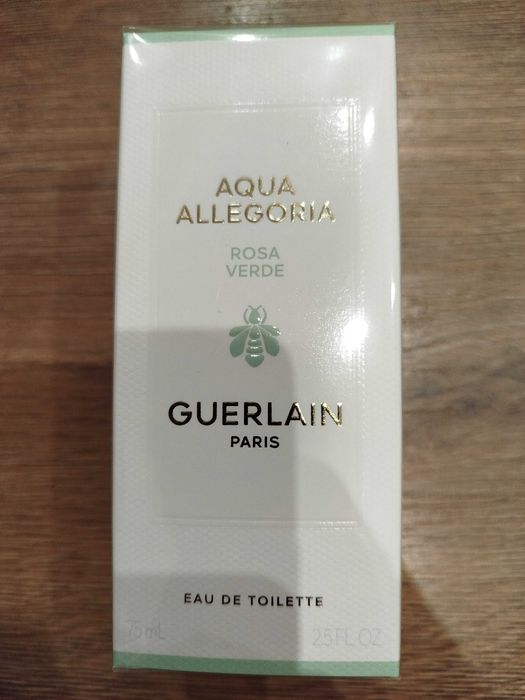 AQUA
ALLEGORIA
ROSA
VERDE
GUERLAIN
PARIS
EAU DE TOILETTE
75 mL
2.5 FL. OZ